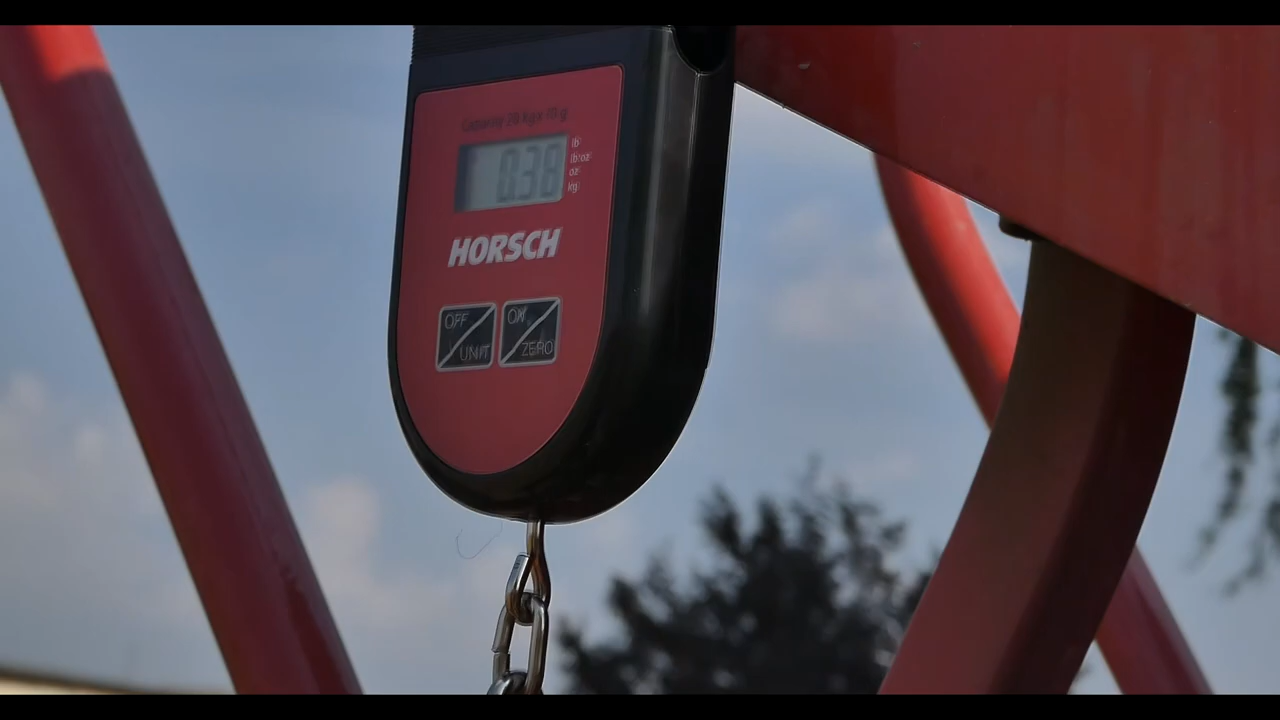 Capacity 20 kg x 10 g
0.38
lb
lb:oz
oz
kg
HORSCH
OFF
UNIT
ON
ZERO